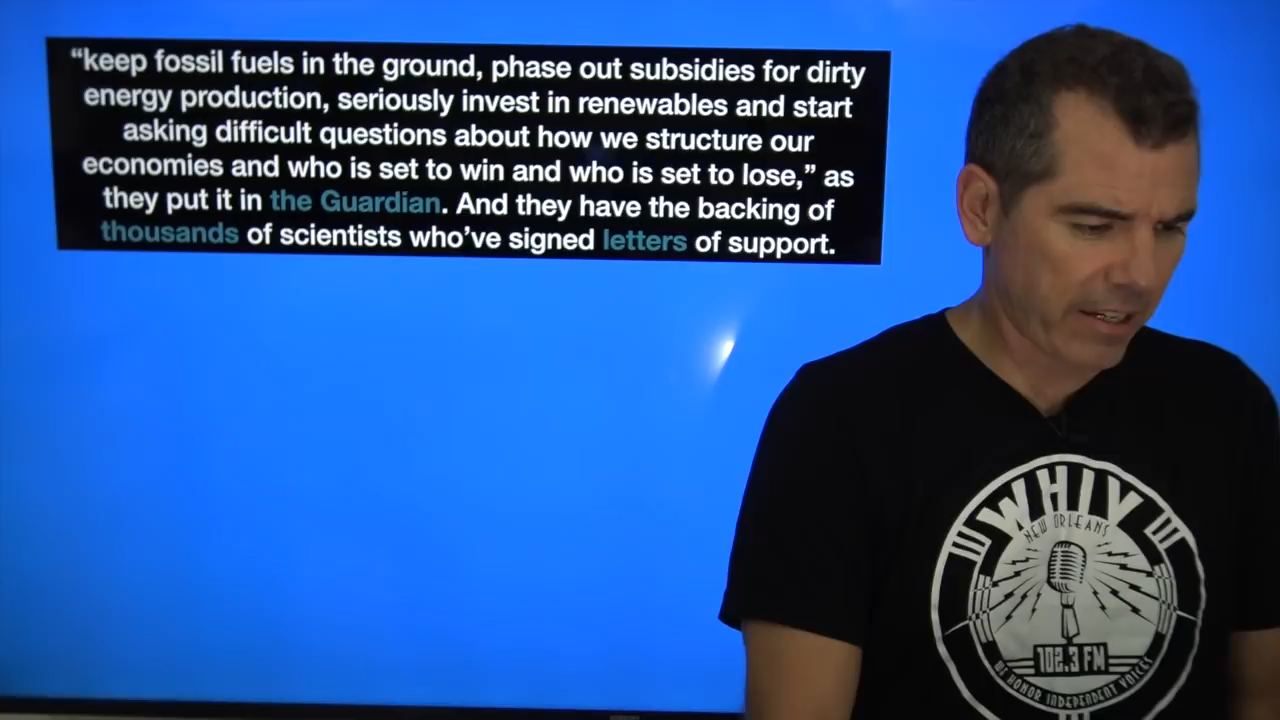 “keep fossil fuels in the ground, phase out subsidies for dirty
energy production, seriously invest in renewables and start
asking difficult questions about how we structure our
economies and who is set to win and who is set to lose,” as
they put it in the Guardian. And they have the backing of
thousands of scientists who’ve signed letters of support.
WHIV
NEW ORLEANS
102.3 FM
WE HONOR INDEPENDENT VOICES